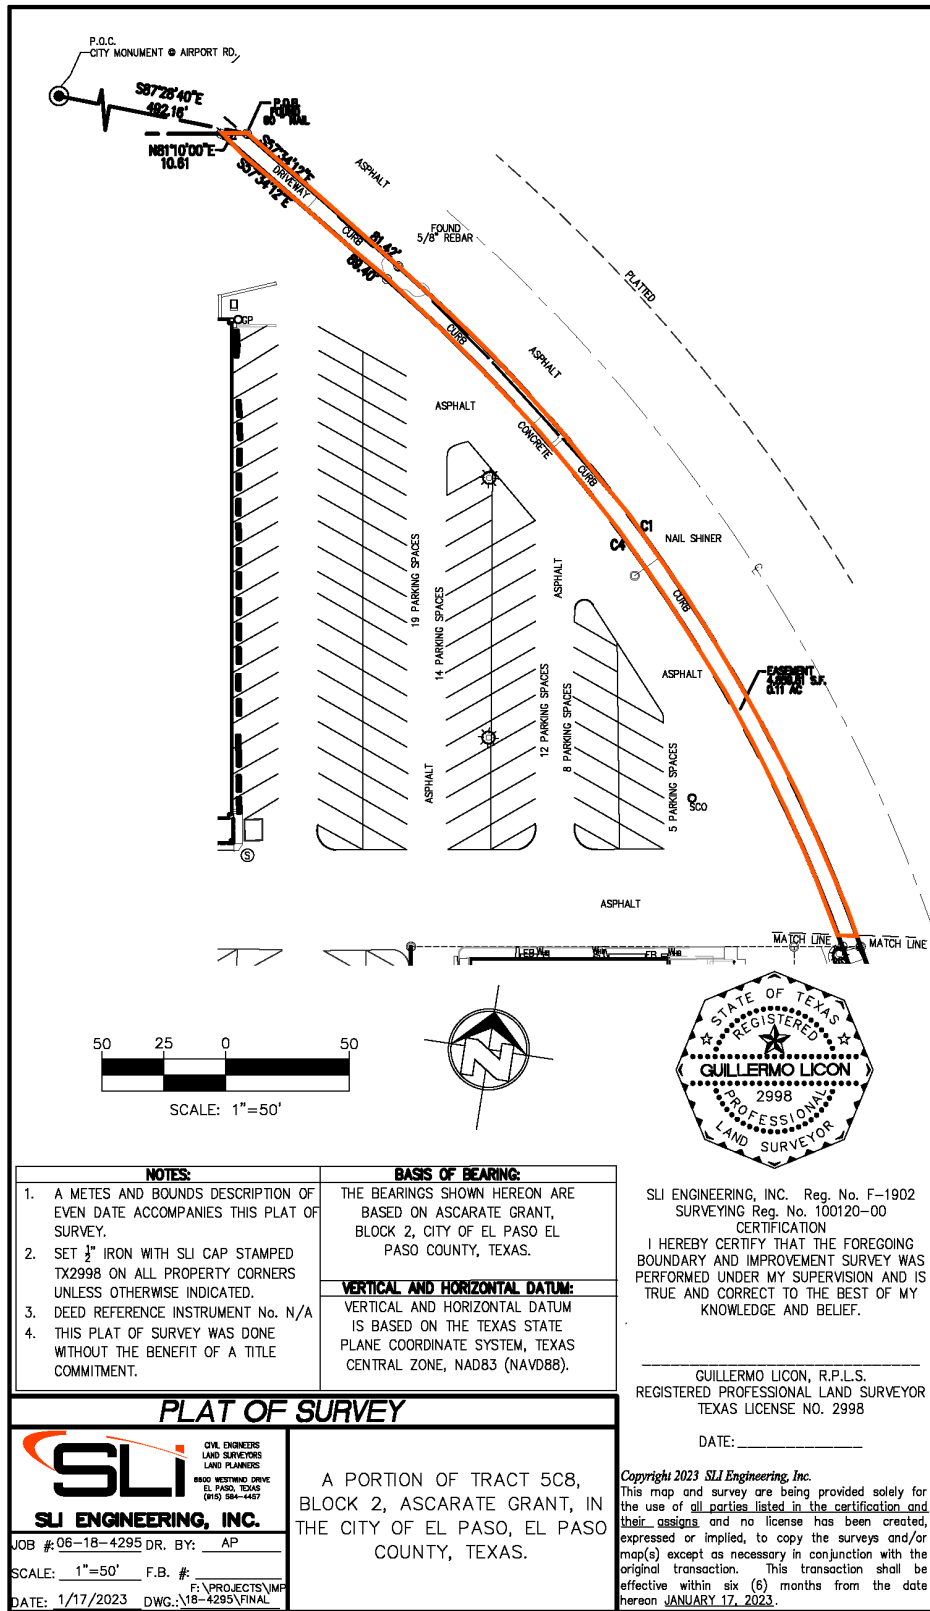 P.O.C.
CITY MONUMENT @ AIRPORT RD.
S87°28'40"E
492.16'
P.O.B.
FOUND
NAIL
N81°10'00"E
10.61
S57°34'12"E
S57°34'12"E
DRIVEWAY
CURB
ASPHALT
FOUND
5/8" REBAR
81.42'
89.40'
PLATTED
GP
CURB
ASPHALT
ASPHALT
CONCRETE
CURB
C1
C4
NAIL SHINER
CURB
19 PARKING SPACES
14 PARKING SPACES
ASPHALT
ASPHALT
EASEMENT
S.F.
0.11 AC
12 PARKING SPACES
8 PARKING SPACES
5 PARKING SPACES
ASPHALT
SCO
S
ASPHALT
MATCH LINE
MATCH LINE
50 25 0 50
SCALE: 1"=50'
N
STATE OF TEXAS
REGISTERED
GUILLERMO LICON
2998
PROFESSIONAL
LAND SURVEYOR
NOTES:
1. A METES AND BOUNDS DESCRIPTION OF
EVEN DATE ACCOMPANIES THIS PLAT OF
SURVEY.
2. SET 1/2" IRON WITH SLI CAP STAMPED
TX2998 ON ALL PROPERTY CORNERS
UNLESS OTHERWISE INDICATED.
3. DEED REFERENCE INSTRUMENT No. N/A
4. THIS PLAT OF SURVEY WAS DONE
WITHOUT THE BENEFIT OF A TITLE
COMMITMENT.
BASIS OF BEARING:
THE BEARINGS SHOWN HEREON ARE
BASED ON ASCARATE GRANT,
BLOCK 2, CITY OF EL PASO EL
PASO COUNTY, TEXAS.
VERTICAL AND HORIZONTAL DATUM:
VERTICAL AND HORIZONTAL DATUM
IS BASED ON THE TEXAS STATE
PLANE COORDINATE SYSTEM, TEXAS
CENTRAL ZONE, NAD83 (NAVD88).
SLI ENGINEERING, INC. Reg. No. F-1902
SURVEYING Reg. No. 100120-00
CERTIFICATION
I HEREBY CERTIFY THAT THE FOREGOING
BOUNDARY AND IMPROVEMENT SURVEY WAS
PERFORMED UNDER MY SUPERVISION AND IS
TRUE AND CORRECT TO THE BEST OF MY
KNOWLEDGE AND BELIEF.
GUILLERMO LICON, R.P.L.S.
REGISTERED PROFESSIONAL LAND SURVEYOR
TEXAS LICENSE NO. 2998
DATE:
PLAT OF SURVEY
SLi
CIVIL ENGINEERS
LAND SURVEYORS
LAND PLANNERS
6600 WESTWIND DRIVE
EL PASO, TEXAS
(915) 584-4457
SLI ENGINEERING, INC.
JOB #: 06-18-4295 DR. BY: AP
SCALE: 1"=50' F.B. #:
DATE: 1/17/2023 DWG.: F:\PROJECTS\IMP\18-4295\FINAL
A PORTION OF TRACT 5C8,
BLOCK 2, ASCARATE GRANT, IN
THE CITY OF EL PASO, EL PASO
COUNTY, TEXAS.
Copyright 2023 SLI Engineering, Inc.
This map and survey are being provided solely for
the use of all parties listed in the certification and
their assigns and no license has been created,
expressed or implied, to copy the surveys and/or
map(s) except as necessary in conjunction with the
original transaction. This transaction shall be
effective within six (6) months from the date
hereon JANUARY 17, 2023.